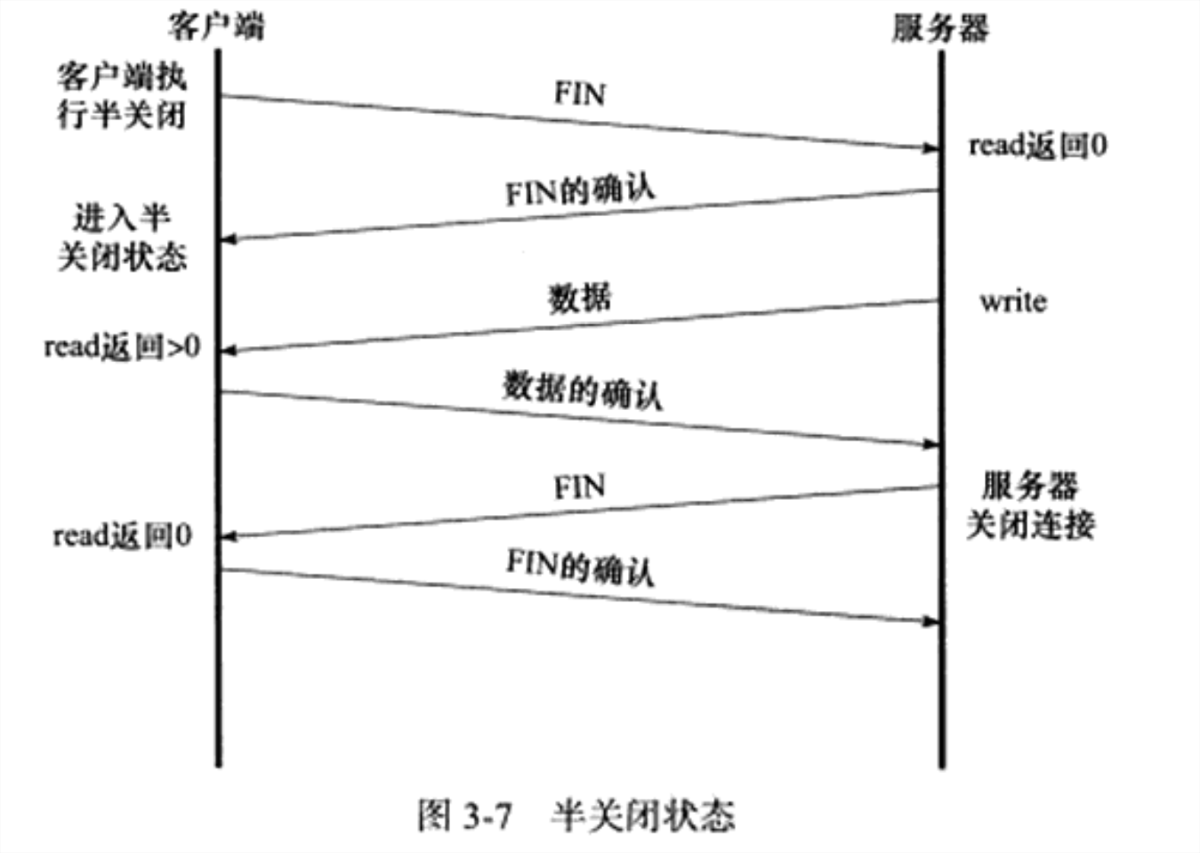 客户端
服务器
客户端执
行半关闭
FIN
read返回0
FIN的确认
进入半
关闭状态
数据
write
read返回>0
数据的确认
FIN
服务器
关闭连接
read返回0
FIN的确认
图 3-7 半关闭状态